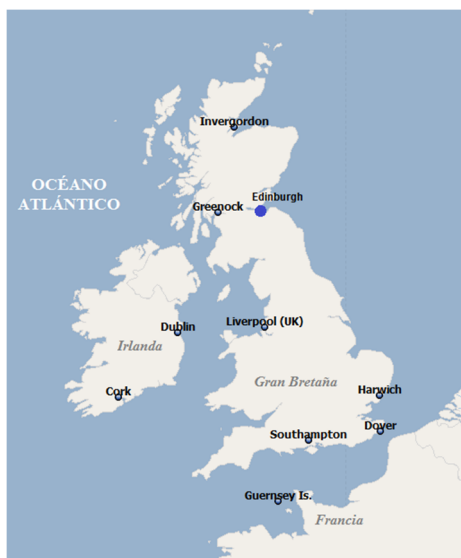 Invergordon
OCÉANO
ATLÁNTICO
Edinburgh
Greenock
Dublin
Liverpool (UK)
Irlanda
Gran Bretaña
Cork
Harwich
Dover
Southampton
Guernsey Is.
Francia